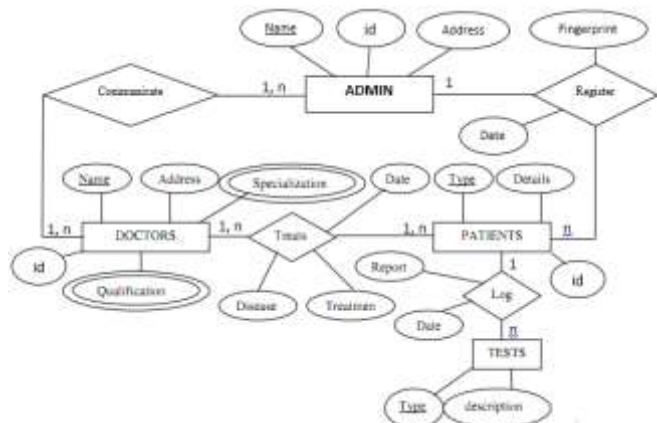 Name
id
Address
Fingerprint
Communicate
1, n
ADMIN
1
Register
Date
Name
Address
Specialization
Date
Type
Details
1, n
DOCTORS
1, n
Treats
1, n
PATIENTS
n
id
Qualification
Disease
Treatmen
Report
1
id
Log
Date
n
TESTS
Type
description